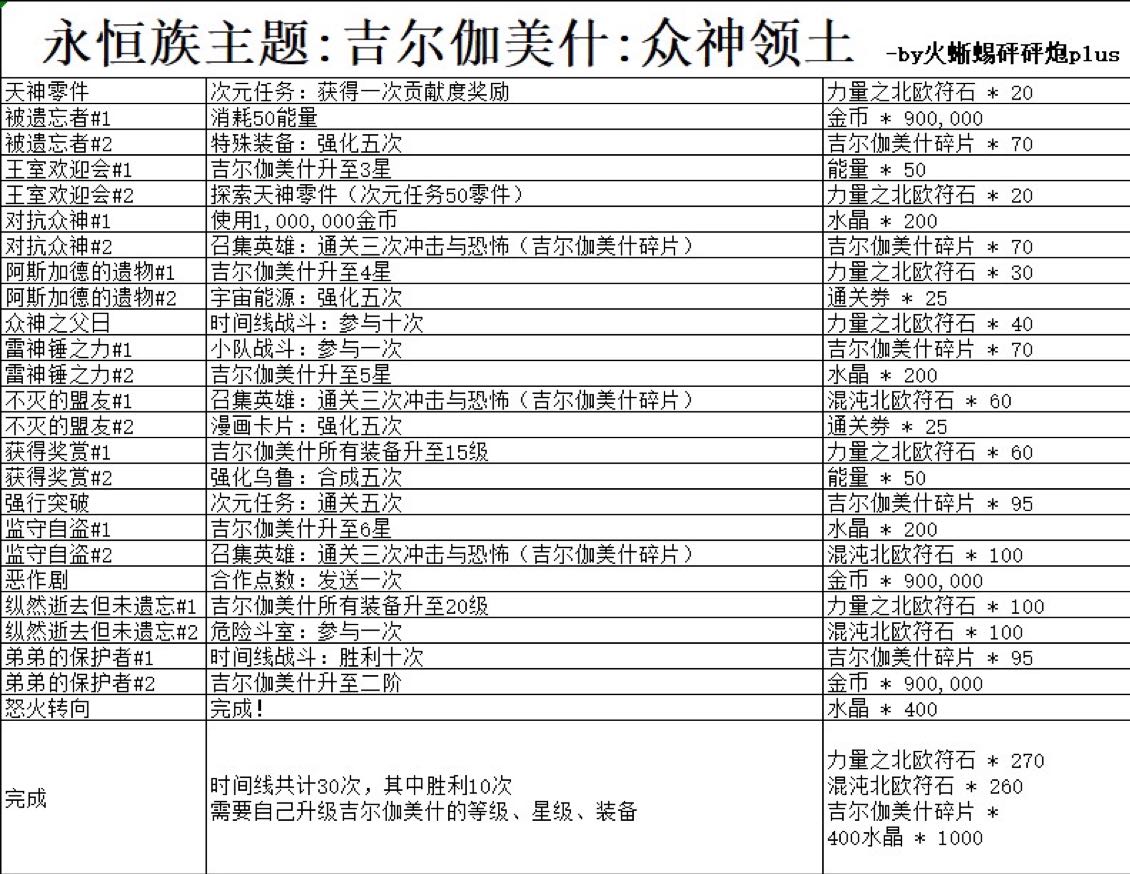 永恒族主题:吉尔伽美什:众神领土 -by火蜥蜴砰砰炮plus
天神零件 次元任务：获得一次贡献度奖励 力量之北欧符石 * 20
被遗忘者#1 消耗50能量 金币 * 900,000
被遗忘者#2 特殊装备：强化五次 吉尔伽美什碎片 * 70
王室欢迎会#1 吉尔伽美什升至3星 能量 * 50
王室欢迎会#2 探索天神零件（次元任务50零件） 力量之北欧符石 * 20
对抗众神#1 使用1,000,000金币 水晶 * 200
对抗众神#2 召集英雄：通关三次冲击与恐怖（吉尔伽美什碎片） 吉尔伽美什碎片 * 70
阿斯加德的遗物#1 吉尔伽美什升至4星 力量之北欧符石 * 30
阿斯加德的遗物#2 宇宙能源：强化五次 通关券 * 25
众神之父日 时间线战斗：参与十次 力量之北欧符石 * 40
雷神锤之力#1 小队战斗：参与一次 吉尔伽美什碎片 * 70
雷神锤之力#2 吉尔伽美什升至5星 水晶 * 200
不灭的盟友#1 召集英雄：通关三次冲击与恐怖（吉尔伽美什碎片） 混沌北欧符石 * 60
不灭的盟友#2 漫画卡片：强化五次 通关券 * 25
获得奖赏#1 吉尔伽美什所有装备升至15级 力量之北欧符石 * 60
获得奖赏#2 强化乌鲁：合成五次 能量 * 50
强行突破 次元任务：通关五次 吉尔伽美什碎片 * 95
监守自盗#1 吉尔伽美什升至6星 水晶 * 200
监守自盗#2 召集英雄：通关三次冲击与恐怖（吉尔伽美什碎片） 混沌北欧符石 * 100
恶作剧 合作点数：发送一次 金币 * 900,000
纵然逝去但未遗忘#1 吉尔伽美什所有装备升至20级 力量之北欧符石 * 100
纵然逝去但未遗忘#2 危险斗室：参与一次 混沌北欧符石 * 100
弟弟的保护者#1 时间线战斗：胜利十次 吉尔伽美什碎片 * 95
弟弟的保护者#2 吉尔伽美什升至二阶 金币 * 900,000
怒火转向 完成！ 水晶 * 400
完成
时间线共计30次，其中胜利10次
需要自己升级吉尔伽美什的等级、星级、装备
力量之北欧符石 * 270
混沌北欧符石 * 260
吉尔伽美什碎片 *
400水晶 * 1000